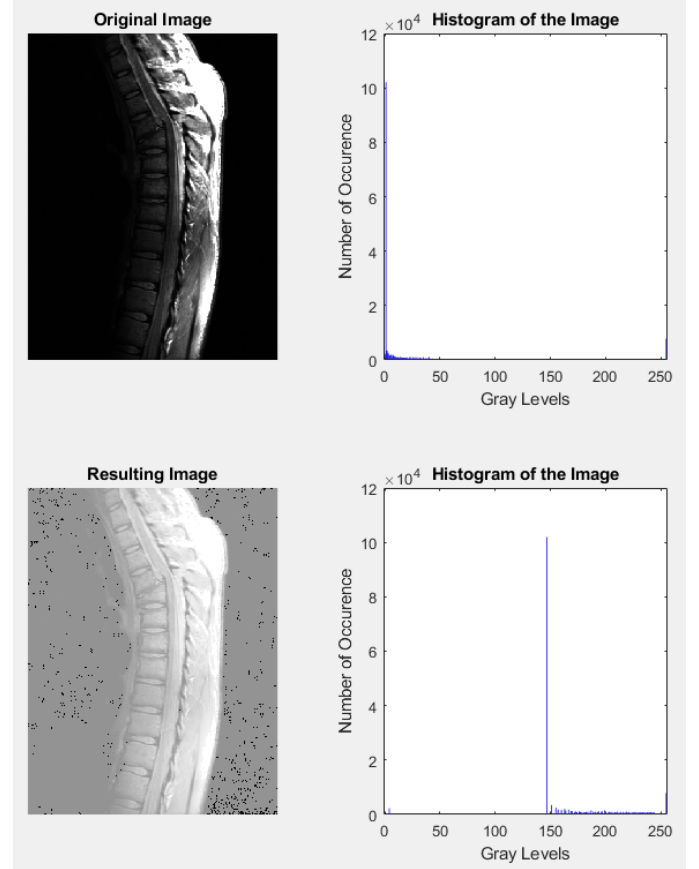 Original Image
Histogram of the Image
×10^4
12
10
8
6
4
2
0
Number of Occurence
0 50 100 150 200 250
Gray Levels
Resulting Image
Histogram of the Image
×10^4
12
10
8
6
4
2
0
Number of Occurence
0 50 100 150 200 250
Gray Levels